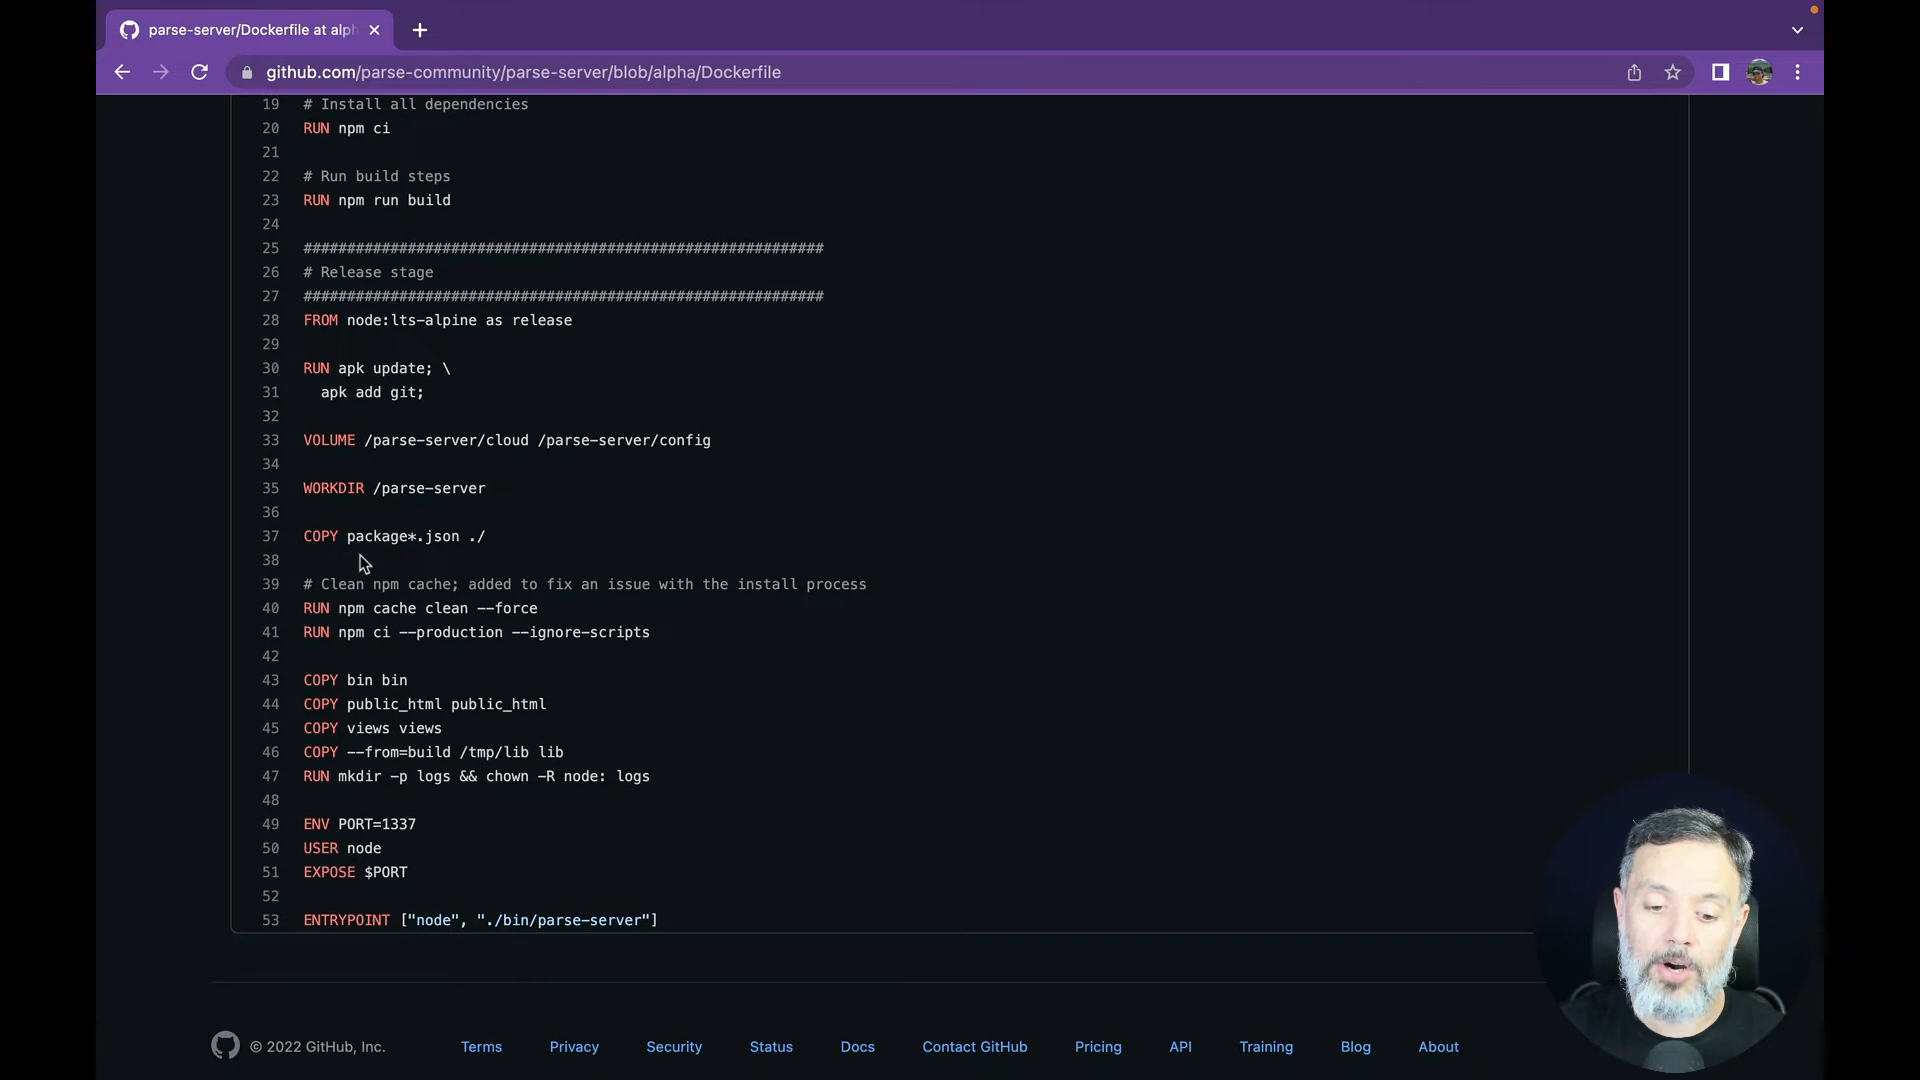 parse-server/Dockerfile at alph
github.com/parse-community/parse-server/blob/alpha/Dockerfile
19 # Install all dependencies
20 RUN npm ci
21
22 # Run build steps
23 RUN npm run build
24
25 ############################################################
26 # Release stage
27 ############################################################
28 FROM node:lts-alpine as release
29
30 RUN apk update; \
31 apk add git;
32
33 VOLUME /parse-server/cloud /parse-server/config
34
35 WORKDIR /parse-server
36
37 COPY package*.json ./
38
39 # Clean npm cache; added to fix an issue with the install process
40 RUN npm cache clean --force
41 RUN npm ci --production --ignore-scripts
42
43 COPY bin bin
44 COPY public_html public_html
45 COPY views views
46 COPY --from=build /tmp/lib lib
47 RUN mkdir -p logs && chown -R node: logs
48
49 ENV PORT=1337
50 USER node
51 EXPOSE $PORT
52
53 ENTRYPOINT ["node", "./bin/parse-server"]
© 2022 GitHub, Inc. Terms Privacy Security Status Docs Contact GitHub Pricing API Training Blog About